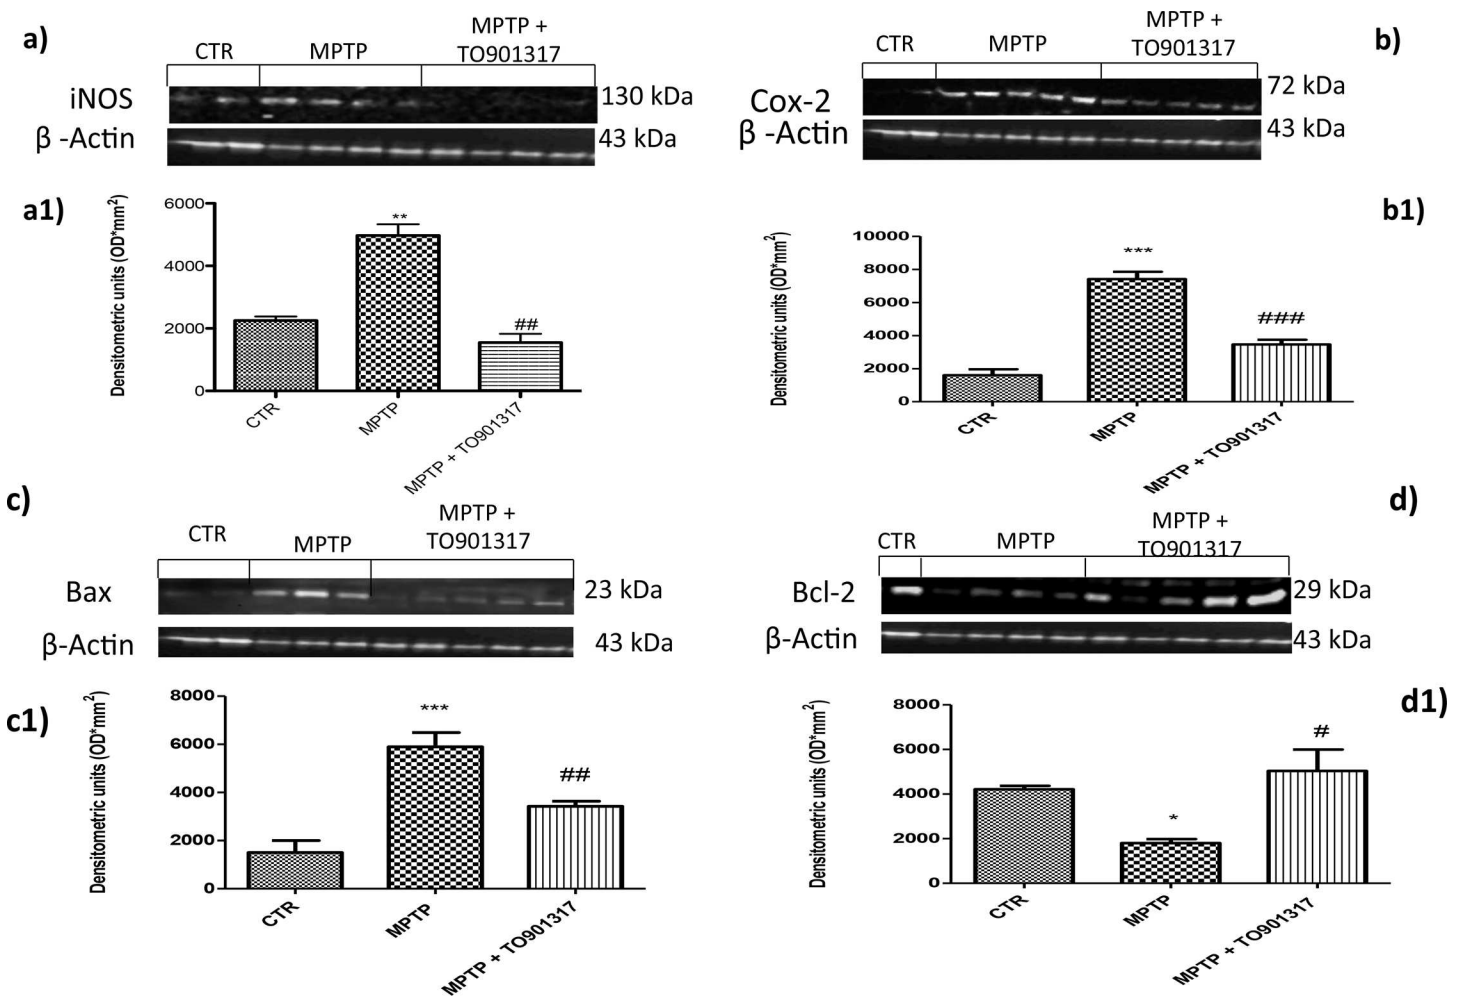 a)
CTR
MPTP
MPTP +
TO901317
iNOS
130 kDa
β -Actin
43 kDa
b)
CTR
MPTP
MPTP +
TO901317
Cox-2
72 kDa
β -Actin
43 kDa
a1)
Densitometric units (OD*mm²)
6000
4000
2000
0
**
##
CTR
MPTP
MPTP + TO901317
b1)
Densitometric units (OD*mm²)
10000
8000
6000
4000
2000
0
***
###
CTR
MPTP
MPTP + TO901317
c)
CTR
MPTP
MPTP +
TO901317
Bax
23 kDa
β-Actin
43 kDa
d)
CTR
MPTP
MPTP +
TO901317
Bcl-2
29 kDa
β-Actin
43 kDa
c1)
Densitometric units (OD*mm²)
8000
6000
4000
2000
0
***
##
CTR
MPTP
MPTP + TO901317
d1)
Densitometric units (OD*mm²)
8000
6000
4000
2000
0
*
#
CTR
MPTP
MPTP + TO901317